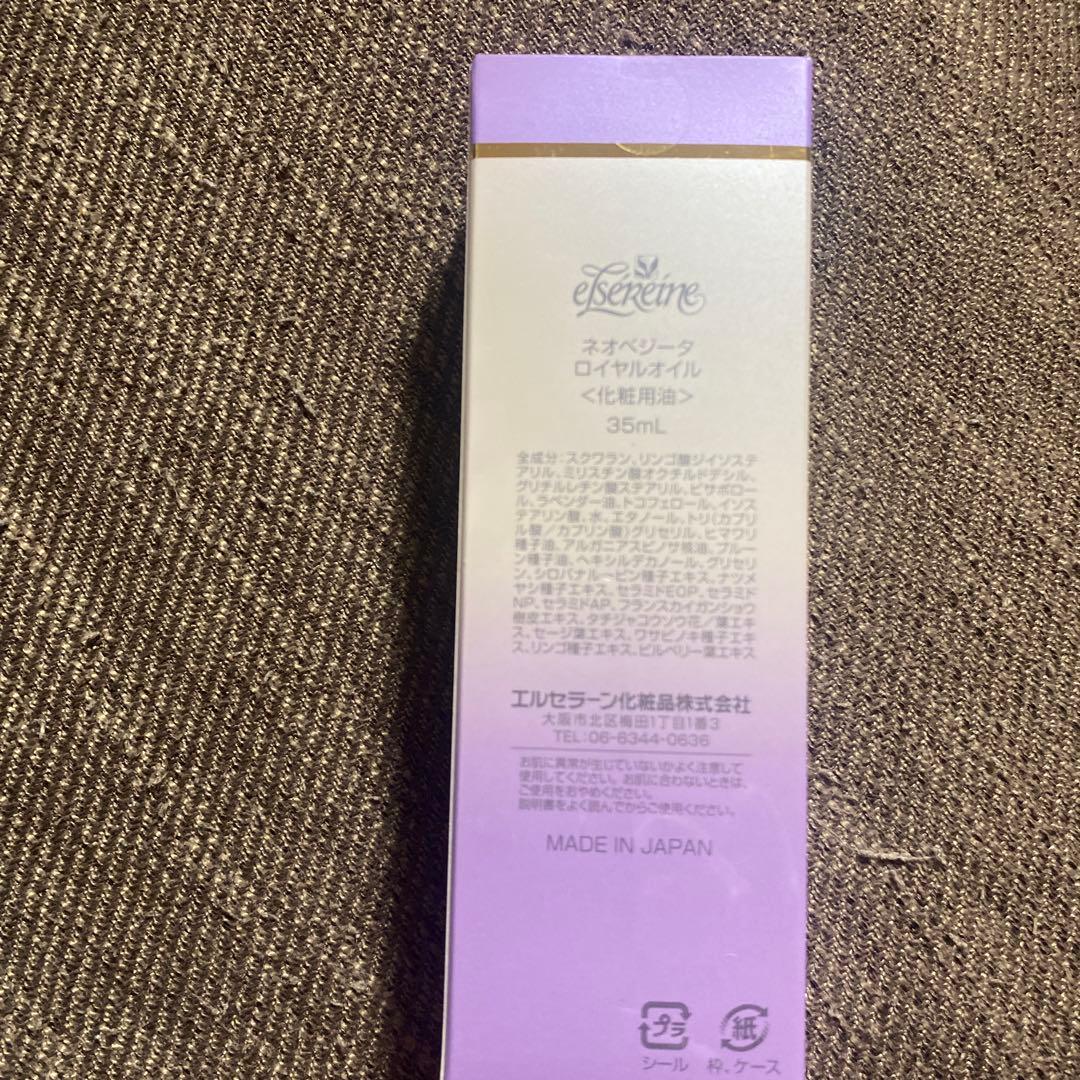 elséreine
ネオベジータ
ロイヤルオイル
<化粧用油>
35mL
全成分:スクワラン、リンゴ酸ジイソステ
アリル、ミリスチン酸オクチルドデシル、
グリチルレチン酸ステアリル、ビサボロー
ル、ラベンダー油、トコフェロール、イソス
テアリン酸、水、エタノール、トリ(カプリ
ル酸/カプリン酸)グリセリル、ヒマワリ
種子油、アルガニアスピノサ核油、プルー
ン種子油、ヘキシルデカノール、グリセリ
ン、シロバナルーピン種子エキス、ナツメ
ヤシ種子エキス、セラミドEOP、セラミド
NP、セラミドAP、フランスカイガンショウ
樹皮エキス、タチジャコウソウ花/葉エキ
ス、セージ葉エキス、ワサビノキ種子エキ
ス、リンゴ種子エキス、ビルベリー葉エキス
エルセラーン化粧品株式会社
大阪市北区梅田1丁目1番3
TEL:06-6344-0636
お肌に異常が生じていないかよく注意して
使用してください。お肌に合わないときは、
ご使用をおやめください。
説明書をよく読んでからご使用ください。
MADE IN JAPAN
プラ 紙
シール 枠、ケース